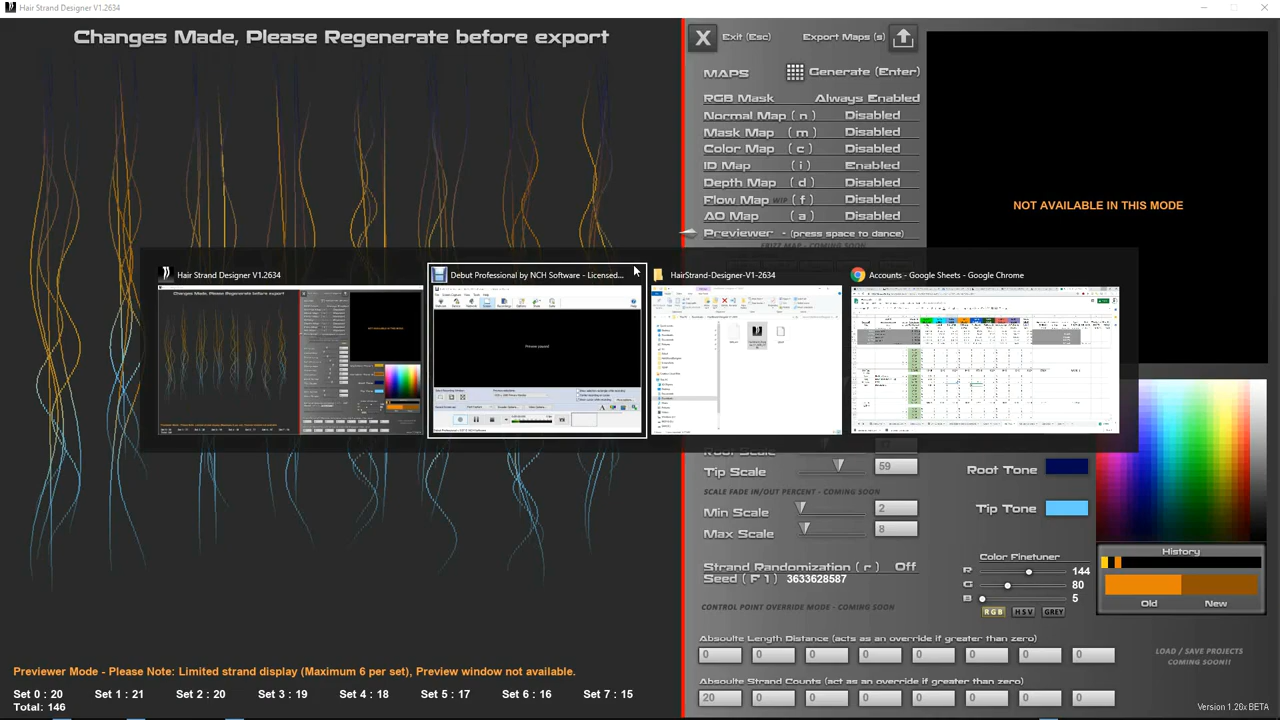 Hair Strand Designer V1.2634
Changes Made, Please Regenerate before export
X Exit (Esc) Export Maps (s)
MAPS Generate (Enter)
RGB Mask Always Enabled
Normal Map ( n ) Disabled
Mask Map ( m ) Disabled
Color Map ( c ) Disabled
ID Map ( i ) Enabled
Depth Map ( d ) Disabled
Flow Map WIP ( f ) Disabled
AO Map ( a ) Disabled
Previewer - (press space to dance)
FRIZZ MAP - COMING SOON
NOT AVAILABLE IN THIS MODE
Hair Strand Designer V1.2634
Debut Professional by NCH Software - Licensed...
HairStrand-Designer-V1-2634
Accounts - Google Sheets - Google Chrome
Tip Scale 59
SCALE FADE IN/OUT PERCENT - COMING SOON
Min Scale 2
Max Scale 8
Root Tone
Tip Tone
Strand Randomization ( r ) Off
Seed ( F1 ) 3633628587
CONTROL POINT OVERRIDE MODE - COMING SOON
Color Finetuner
R 144
G 80
B 5
RGB HSV GREY
History
Old New
Absoulte Length Distance (acts as an override if greater than zero)
0 0 0 0 0 0 0 0
Absoulte Strand Counts (act as an override if greater than zero)
20 0 0 0 0 0 0 0
LOAD / SAVE PROJECTS
COMING SOON!!
Version 1.26x BETA
Previewer Mode - Please Note: Limited strand display (Maximum 6 per set), Preview window not available.
Set 0 : 20 Set 1 : 21 Set 2 : 20 Set 3 : 19 Set 4 : 18 Set 5 : 17 Set 6 : 16 Set 7 : 15
Total: 146